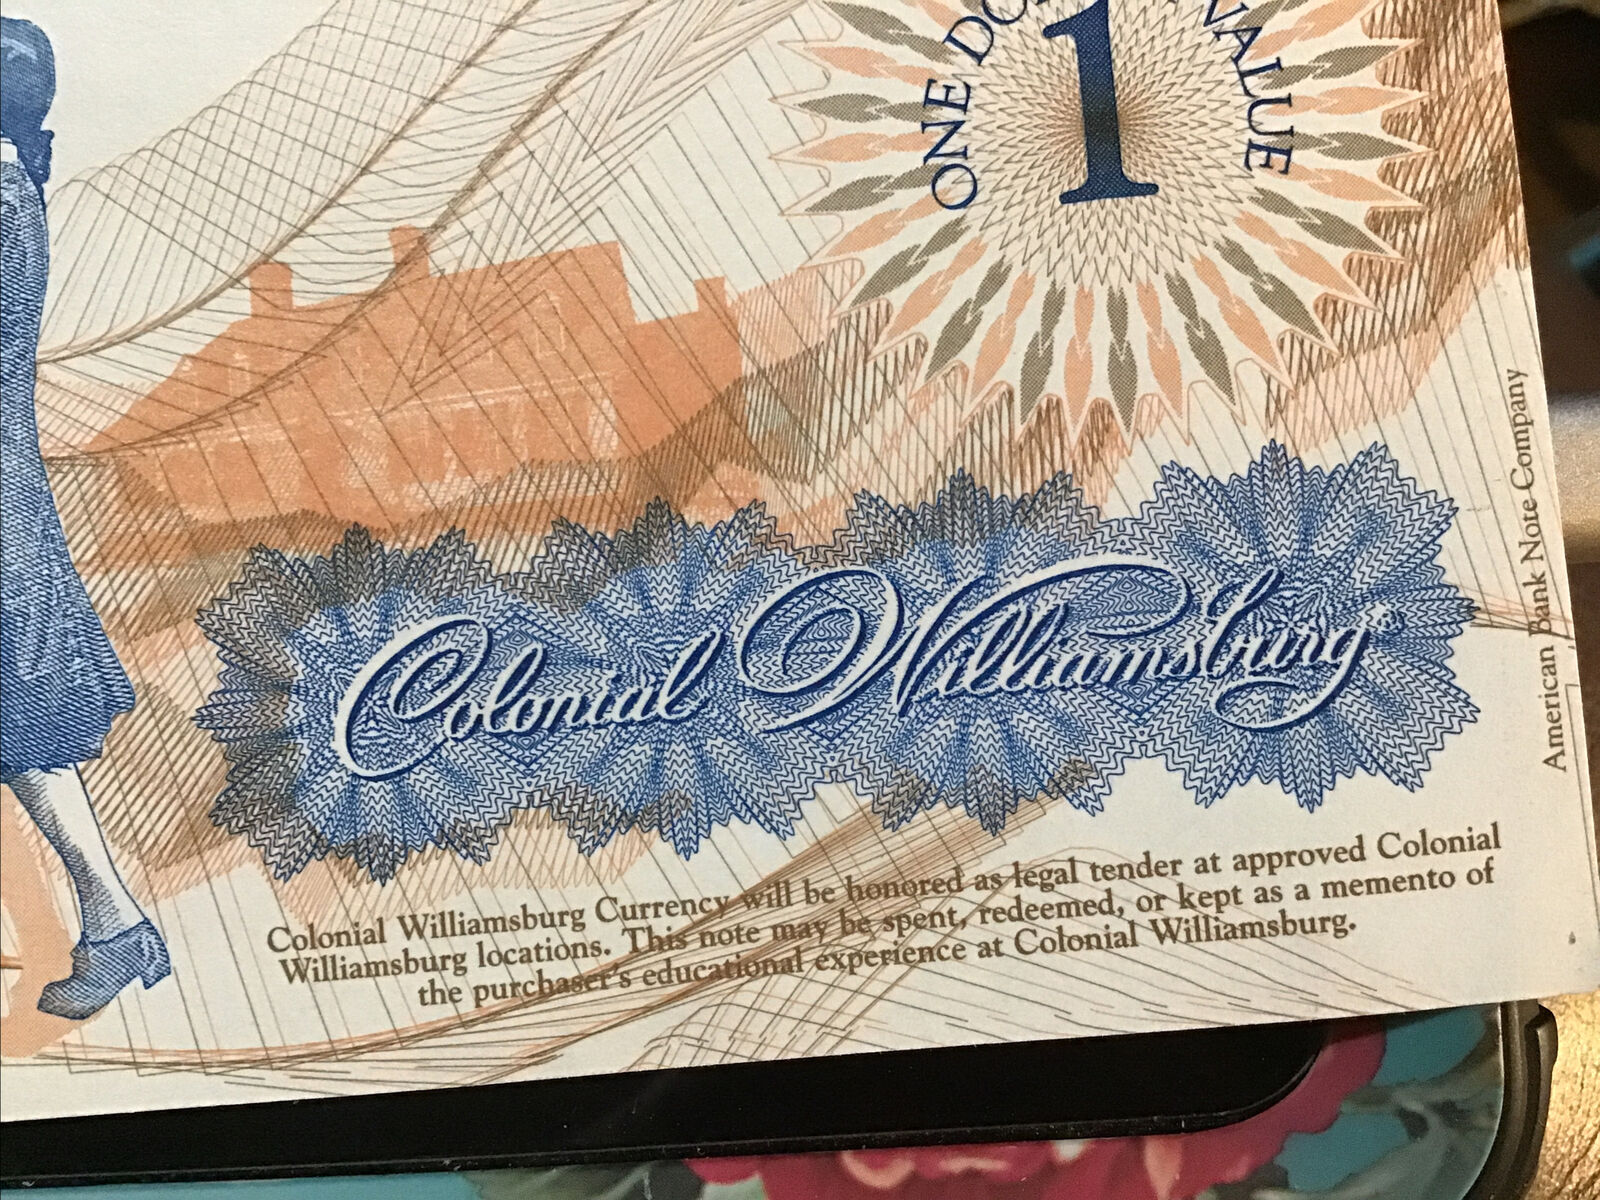 ONE DO
VALUE
1
Colonial Williamsburg®
Colonial Williamsburg Currency will be honored as legal tender at approved Colonial
Williamsburg locations. This note may be spent, redeemed, or kept as a memento of
the purchaser's educational experience at Colonial Williamsburg.
American Bank Note Company